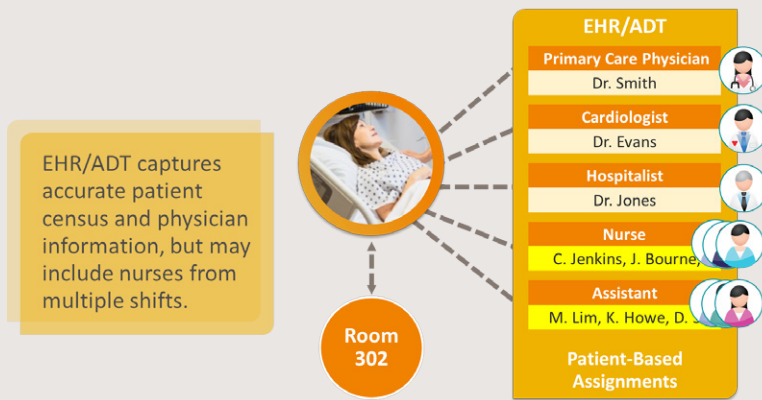 EHR/ADT captures
accurate patient
census and physician
information, but may
include nurses from
multiple shifts.
Room
302
EHR/ADT
Primary Care Physician
Dr. Smith
Cardiologist
Dr. Evans
Hospitalist
Dr. Jones
Nurse
C. Jenkins, J. Bourne,
Assistant
M. Lim, K. Howe, D.
Patient-Based
Assignments